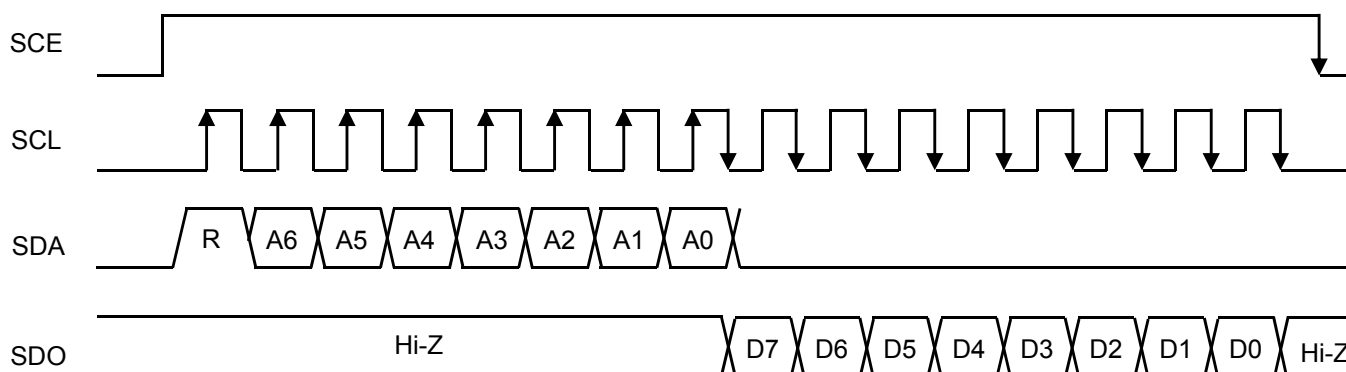 SCE
SCL
SDA R A6 A5 A4 A3 A2 A1 A0
SDO Hi-Z D7 D6 D5 D4 D3 D2 D1 D0 Hi-Z